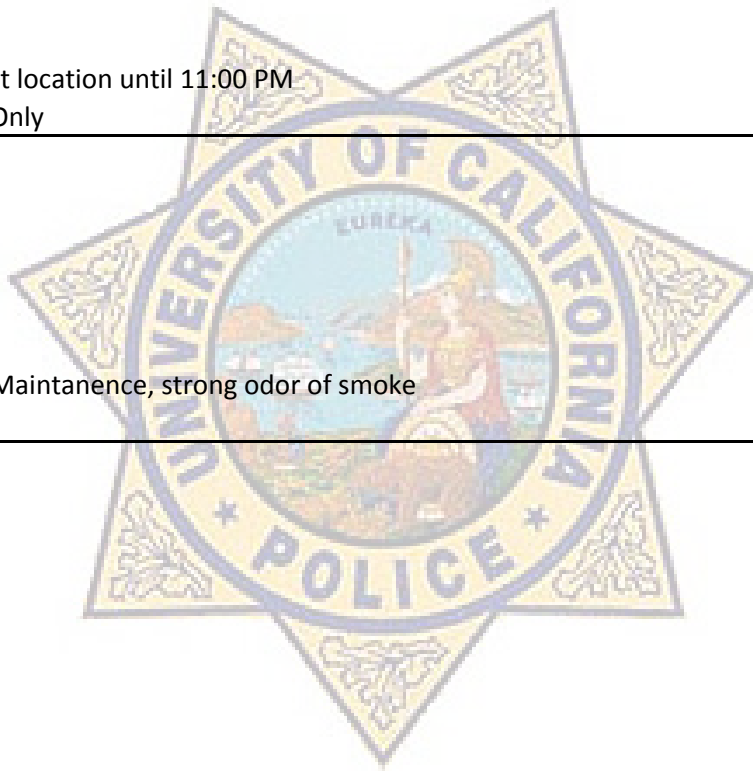 t location until 11:00 PM
Only
UNIVERSITY OF CALIFORNIA
EUREKA
Maintanence, strong odor of smoke
* POLICE *